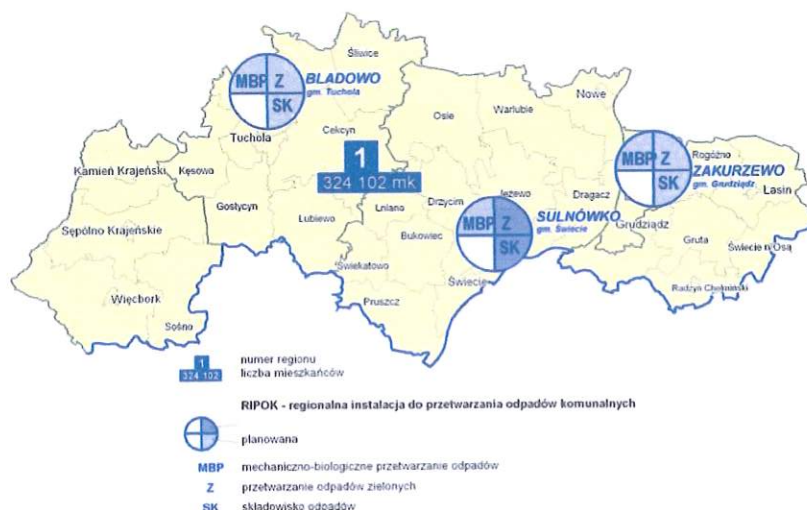 Śliwice
MBP Z
SK
BLADOWO
gm. Tuchola
Nowe
Osie
Warlubie
Tuchola
Cekcyn
1
324 102 mk
MBP Z
SK
Rogóźno
ZAKURZEWO
gm. Grudziądz
Łasin
Kamień Krajeński
Kęsowo
Gostycyn
Lniano
Drzycim
Jeżewo
Dragacz
Lubiewo
MBP Z
SK
SULNÓWKO
gm. Świecie
Grudziądz
Sępólno Krajeńskie
Bukowiec
Gruta
Świecie n/Osą
Świekatowo
Świecie
Radzyn Chełmiński
Więcbork
Pruszcz
Sośno
1 numer regionu
324 102 liczba mieszkańców
RIPOK - regionalna instalacja do przetwarzania odpadów komunalnych
planowana
MBP mechaniczno-biologiczne przetwarzanie odpadów
Z przetwarzanie odpadów zielonych
SK składowisko odpadów